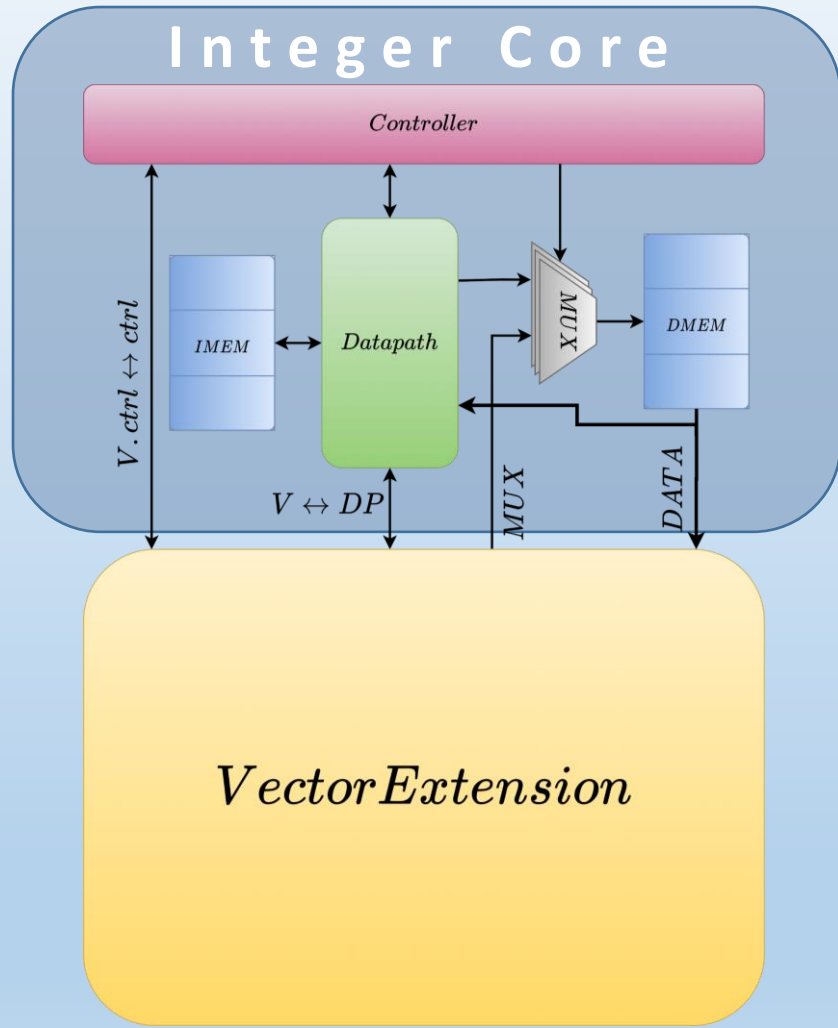 Integer Core
Controller
V.ctrl ↔ ctrl
IMEM
Datapath
MUX
DMEM
V ↔ DP
MUX
DATA
VectorExtension